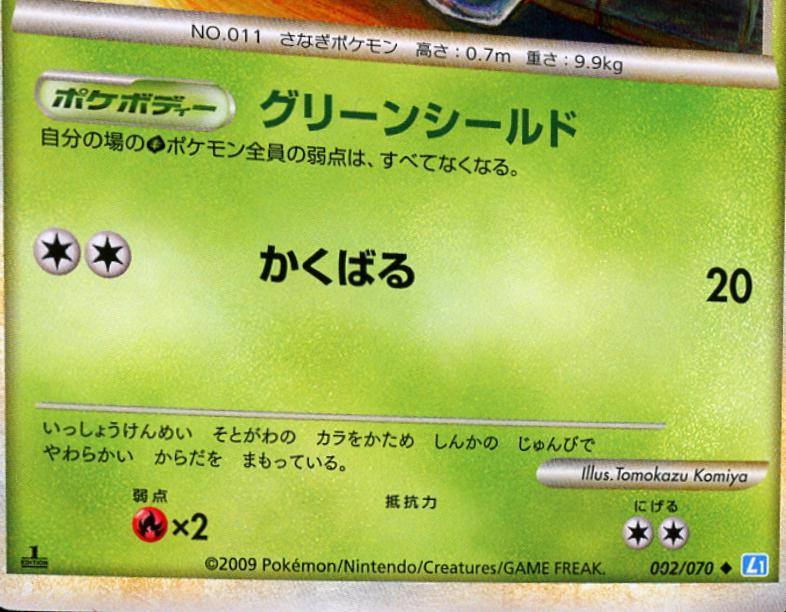 NO.011 さなぎポケモン 高さ:0.7m 重さ:9.9kg
ポケボディー グリーンシールド
自分の場のポケモン全員の弱点は、すべてなくなる。
かくばる 20
いっしょうけんめい そとがわの カラをかため しんかの じゅんびで
やわらかい からだを まもっている。
Illus.Tomokazu Komiya
弱点 抵抗力 にげる
×2
1 EDITION ©2009 Pokémon/Nintendo/Creatures/GAME FREAK. 002/070 ◆ L1